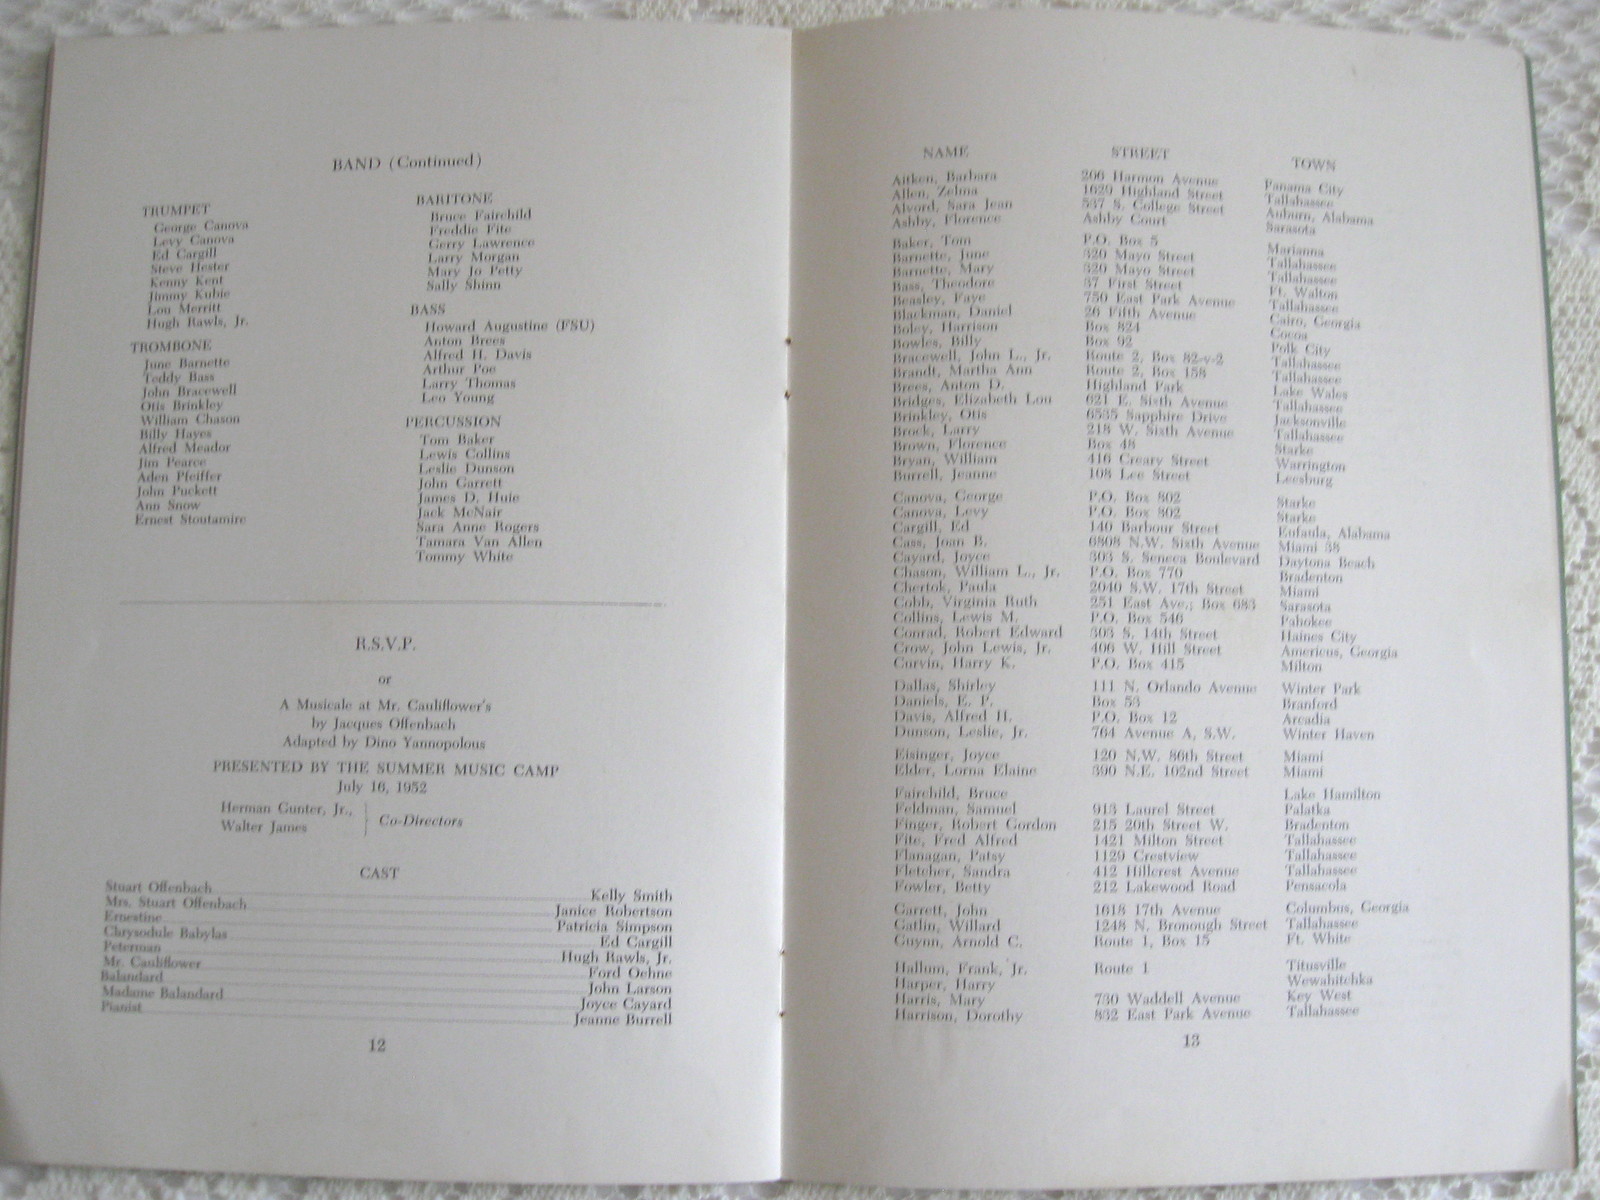 BAND (Continued)
TRUMPET
George Canova
Levy Canova
Ed Cargill
Steve Hester
Kenny Kent
Jimmy Kubie
Lou Merritt
Hugh Rawls, Jr.
TROMBONE
June Barnette
Teddy Bass
John Bracewell
Otis Brinkley
William Chason
Billy Hayes
Alfred Meador
Jim Pearce
Aden Pfeiffer
John Puckett
Ann Snow
Ernest Stoutamire
BARITONE
Bruce Fairchild
Freddie Fite
Gerry Lawrence
Larry Morgan
Mary Jo Petty
Sally Shinn
BASS
Howard Augustine (FSU)
Anton Brees
Alfred H. Davis
Arthur Poe
Larry Thomas
Leo Young
PERCUSSION
Tom Baker
Lewis Collins
Leslie Dunson
John Garrett
James D. Huie
Jack McNair
Sara Anne Rogers
Tamara Van Allen
Tommy White
R.S.V.P.
or
A Musicale at Mr. Cauliflower's
by Jacques Offenbach
Adapted by Dino Yannopolous
PRESENTED BY THE SUMMER MUSIC CAMP
July 16, 1952
Herman Gunter, Jr.,
Walter James
Co-Directors
CAST
Stuart Offenbach Kelly Smith
Mrs. Stuart Offenbach Janice Robertson
Ernestine Patricia Simpson
Chrysodule Babylas Ed Cargill
Peterman Hugh Rawls, Jr.
Mr. Cauliflower Ford Oehne
Balandard John Larson
Madame Balandard Joyce Cayard
Pianist Jeanne Burrell
12
NAME STREET TOWN
Aitken, Barbara 206 Harmon Avenue Panama City
Allen, Zelma 1629 Highland Street Tallahassee
Alvord, Sara Jean 537 S. College Street Auburn, Alabama
Ashby, Florence Ashby Court Sarasota
Baker, Tom P.O. Box 5 Marianna
Barnette, June 320 Mayo Street Tallahassee
Barnette, Mary 320 Mayo Street Tallahassee
Bass, Theodore 37 First Street Ft. Walton
Beasley, Faye 750 East Park Avenue Tallahassee
Blackman, Daniel 26 Fifth Avenue Cairo, Georgia
Boley, Harrison Box 824 Cocoa
Bowles, Billy Box 92 Polk City
Bracewell, John L., Jr. Route 2, Box 82-v-2 Tallahassee
Brandt, Martha Ann Route 2, Box 158 Tallahassee
Brees, Anton D. Highland Park Lake Wales
Bridges, Elizabeth Lou 621 E. Sixth Avenue Tallahassee
Brinkley, Otis 6535 Sapphire Drive Jacksonville
Brock, Larry 218 W. Sixth Avenue Tallahassee
Brown, Florence Box 48 Starke
Bryan, William 416 Creary Street Warrington
Burrell, Jeanne 108 Lee Street Leesburg
Canova, George P.O. Box 802 Starke
Canova, Levy P.O. Box 802 Starke
Cargill, Ed 140 Barbour Street Eufaula, Alabama
Cass, Joan B. 6808 N.W. Sixth Avenue Miami 38
Cayard, Joyce 303 S. Seneca Boulevard Daytona Beach
Chason, William L., Jr. P.O. Box 770 Bradenton
Chertok, Paula 2040 S.W. 17th Street Miami
Cobb, Virginia Ruth 251 East Ave.; Box 683 Sarasota
Collins, Lewis M. P.O. Box 546 Pahokee
Conrad, Robert Edward 303 S. 14th Street Haines City
Crow, John Lewis, Jr. 406 W. Hill Street Americus, Georgia
Curvin, Harry K. P.O. Box 415 Milton
Dallas, Shirley 111 N. Orlando Avenue Winter Park
Daniels, E. P. Box 53 Branford
Davis, Alfred H. P.O. Box 12 Arcadia
Dunson, Leslie, Jr. 764 Avenue A, S.W. Winter Haven
Eisinger, Joyce 120 N.W. 86th Street Miami
Elder, Lorna Elaine 390 N.E. 102nd Street Miami
Fairchild, Bruce Lake Hamilton
Feldman, Samuel 913 Laurel Street Palatka
Finger, Robert Gordon 215 20th Street W. Bradenton
Fite, Fred Alfred 1421 Milton Street Tallahassee
Flanagan, Patsy 1129 Crestview Tallahassee
Fletcher, Sandra 412 Hillcrest Avenue Tallahassee
Fowler, Betty 212 Lakewood Road Pensacola
Garrett, John 1618 17th Avenue Columbus, Georgia
Gatlin, Willard 1248 N. Bronough Street Tallahassee
Guynn, Arnold C. Route 1, Box 15 Ft. White
Hallum, Frank, Jr. Route 1 Titusville
Harper, Harry Wewahitchka
Harris, Mary 730 Waddell Avenue Key West
Harrison, Dorothy 832 East Park Avenue Tallahassee
13